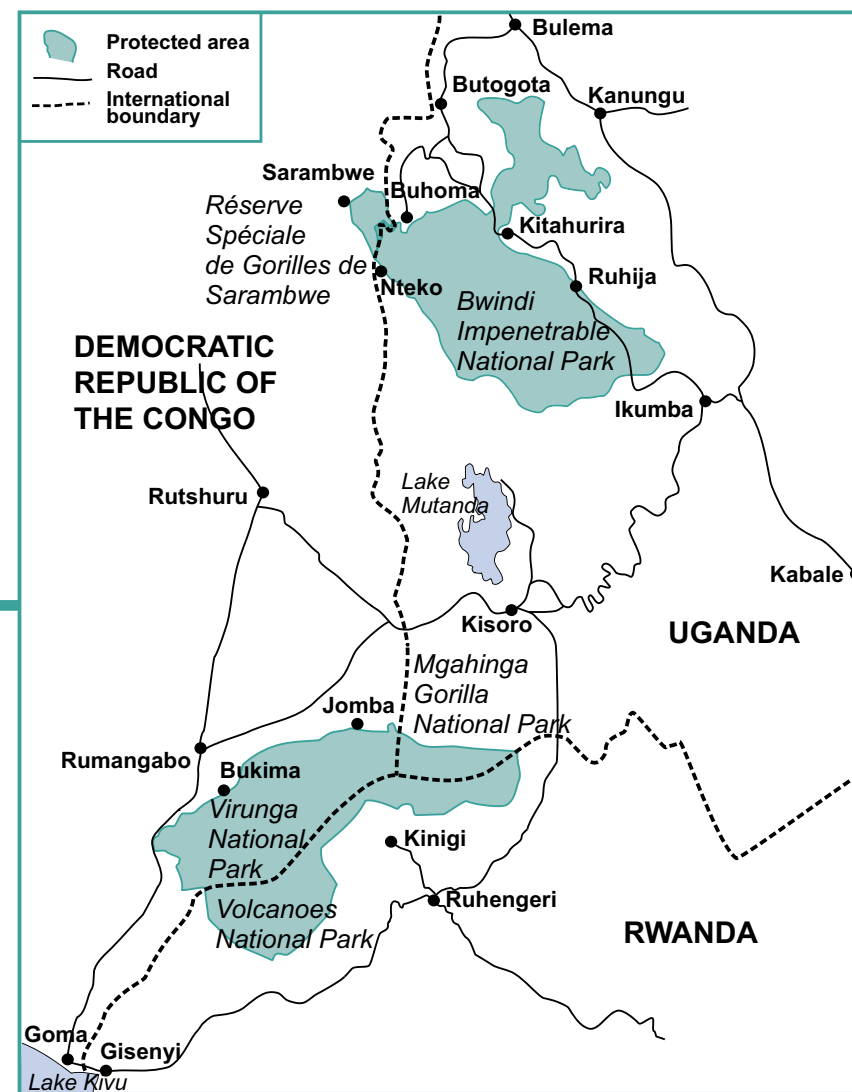 Protected area
Road
International
boundary
Bulema
Butogota
Kanungu
Sarambwe
Buhoma
Réserve
Spéciale
de Gorilles de
Sarambwe
Kitahurira
Nteko
Ruhija
Bwindi
Impenetrable
National Park
DEMOCRATIC
REPUBLIC OF
THE CONGO
Ikumba
Rutshuru
Lake
Mutanda
Kabale
Kisoro
UGANDA
Mgahinga
Gorilla
National Park
Jomba
Rumangabo
Bukima
Virunga
National
Park
Kinigi
Volcanoes
National Park
Ruhengeri
RWANDA
Goma
Gisenyi
Lake Kivu